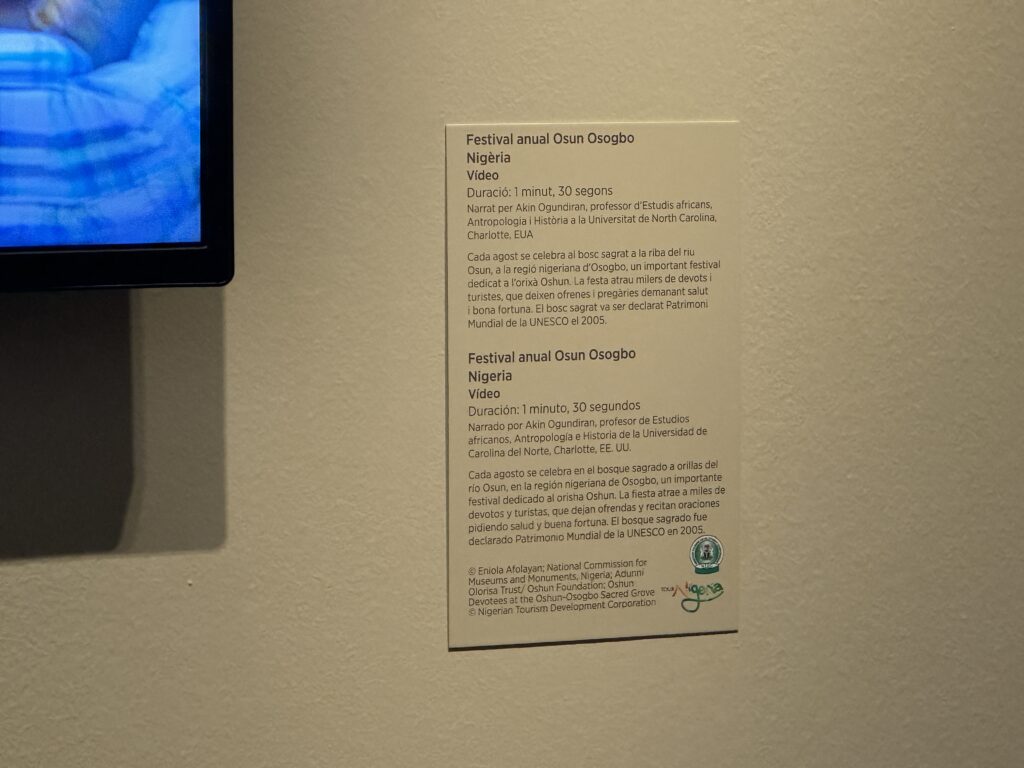 Festival anual Osun Osogbo
Nigèria
Vídeo
Duració: 1 minut, 30 segons
Narrat per Akin Ogundiran, professor d'Estudis africans,
Antropologia i Història a la Universitat de North Carolina,
Charlotte, EUA
Cada agost se celebra al bosc sagrat a la riba del riu
Osun, a la regió nigeriana d'Osogbo, un important festival
dedicat a l'orixà Oshun. La festa atrau milers de devots i
turistes, que deixen ofrenes i pregàries demanant salut
i bona fortuna. El bosc sagrat va ser declarat Patrimoni
Mundial de la UNESCO el 2005.
Festival anual Osun Osogbo
Nigeria
Vídeo
Duración: 1 minuto, 30 segundos
Narrado por Akin Ogundiran, profesor de Estudios
africanos, Antropología e Historia de la Universidad de
Carolina del Norte, Charlotte, EE. UU.
Cada agosto se celebra en el bosque sagrado a orillas del
río Osun, en la región nigeriana de Osogbo, un importante
festival dedicado al orisha Oshun. La fiesta atrae a miles de
devotos y turistas, que dejan ofrendas y recitan oraciones
pidiendo salud y buena fortuna. El bosque sagrado fue
declarado Patrimonio Mundial de la UNESCO en 2005.
© Eniola Afolayan; National Commission for
Museums and Monuments, Nigeria; Adunni
Olorisa Trust/ Oshun Foundation; Oshun
Devotees at the Oshun-Osogbo Sacred Grove
© Nigerian Tourism Development Corporation
TOUR Nigeria